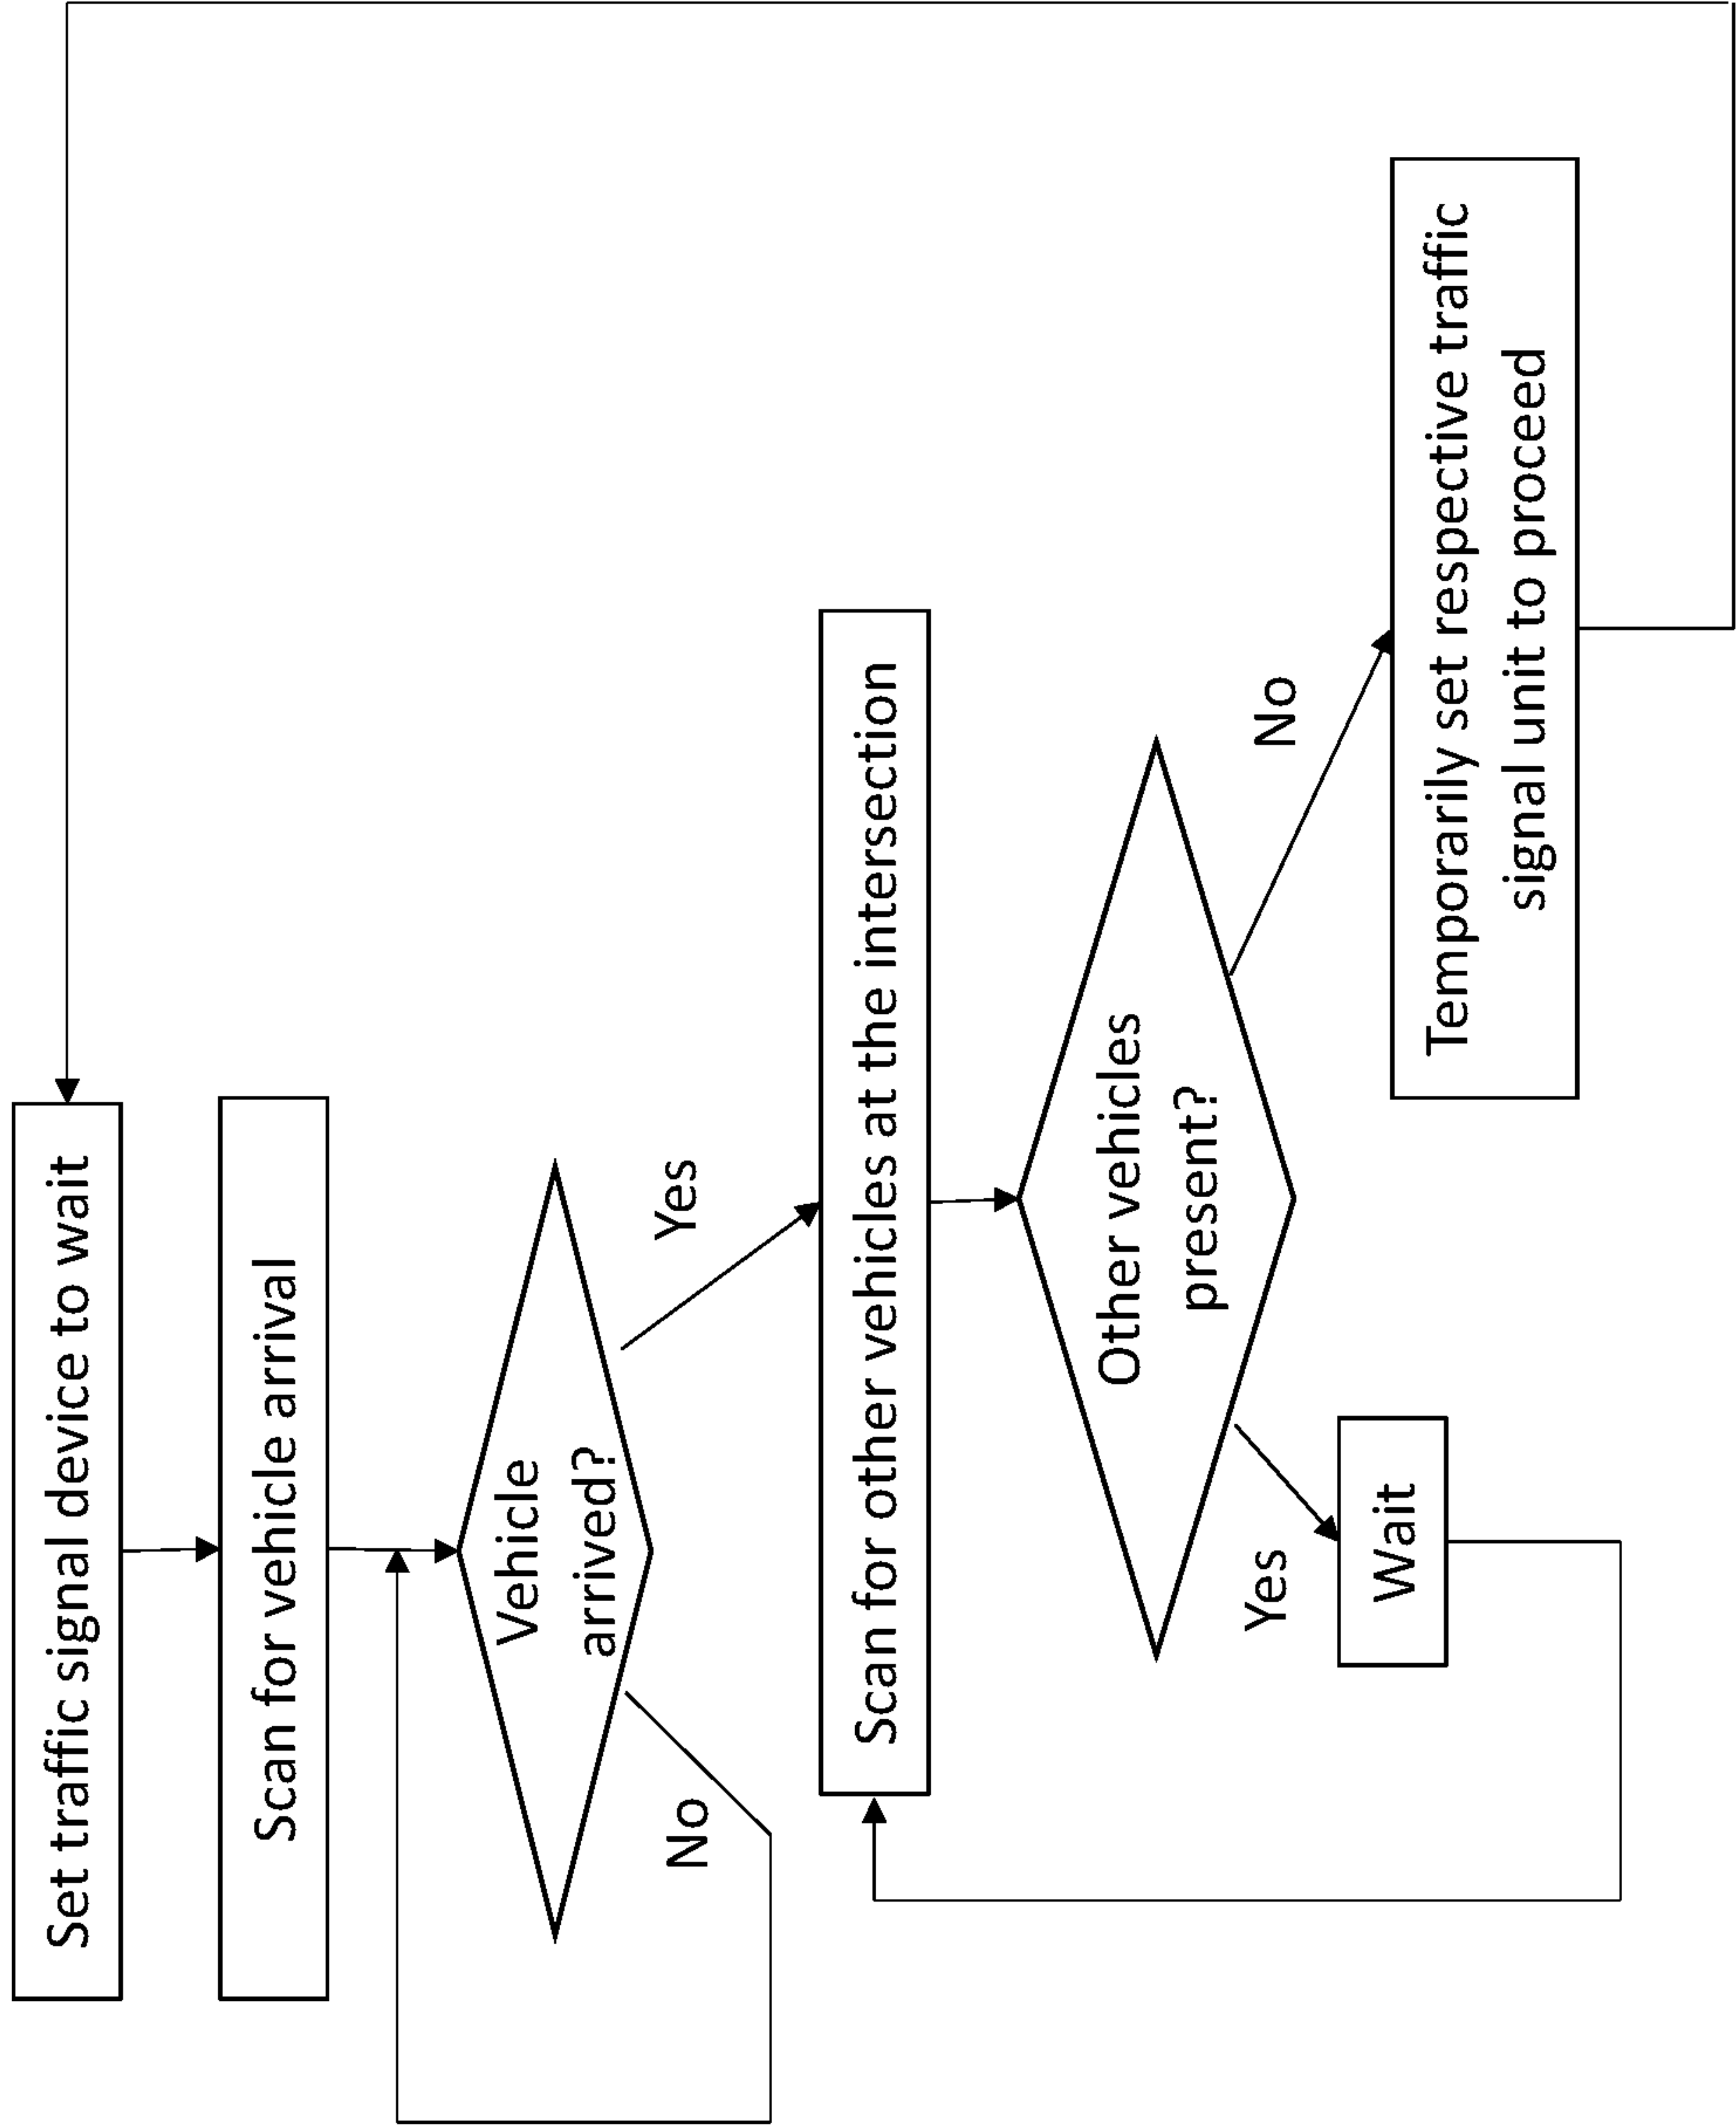 Set traffic signal device to wait
Scan for vehicle arrival
Vehicle
arrived?
No
Yes
Scan for other vehicles at the intersection
Other vehicles
present?
Yes
No
Wait
Temporarily set respective traffic
signal unit to proceed